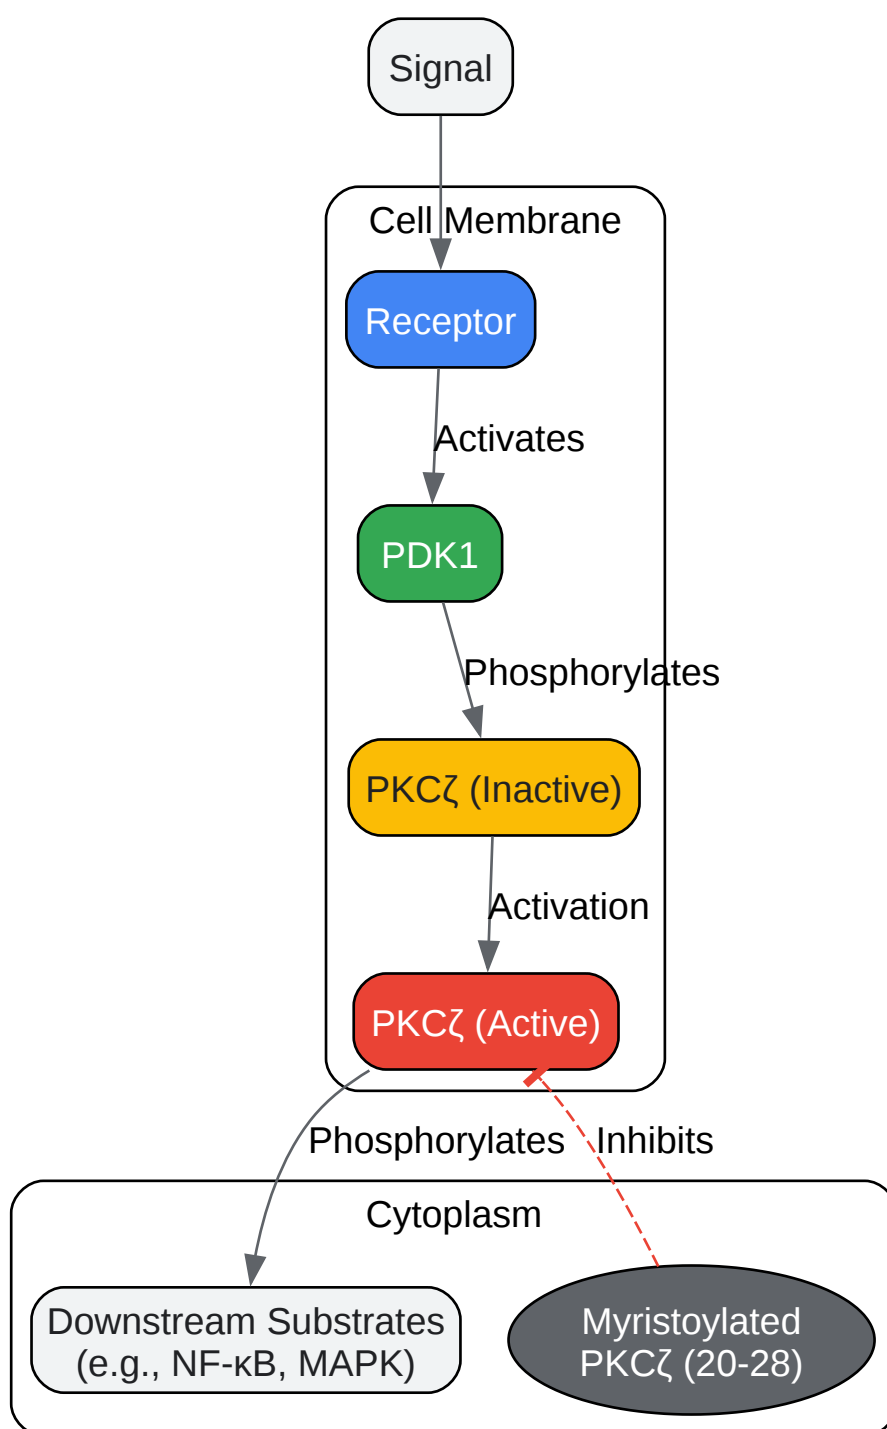 Signal
Cell Membrane
Receptor
Activates
PDK1
Phosphorylates
PKCζ (Inactive)
Activation
PKCζ (Active)
Phosphorylates
Inhibits
Cytoplasm
Downstream Substrates
(e.g., NF-κB, MAPK)
Myristoylated
PKCζ (20-28)